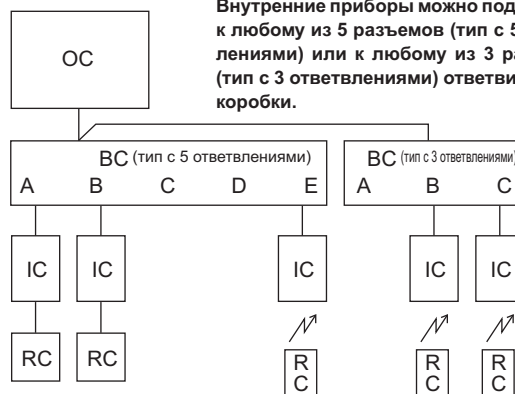 Внутренние приборы можно под
к любому из 5 разъемов (тип с 5
лениями) или к любому из 3 ра
(тип с 3 ответвлениями) ответви
коробки.
OC
BC (тип с 5 ответвлениями)
A B C D E
BC (тип с 3 ответвлениями)
A B C
IC IC IC IC IC
RC RC
R R R
C C C